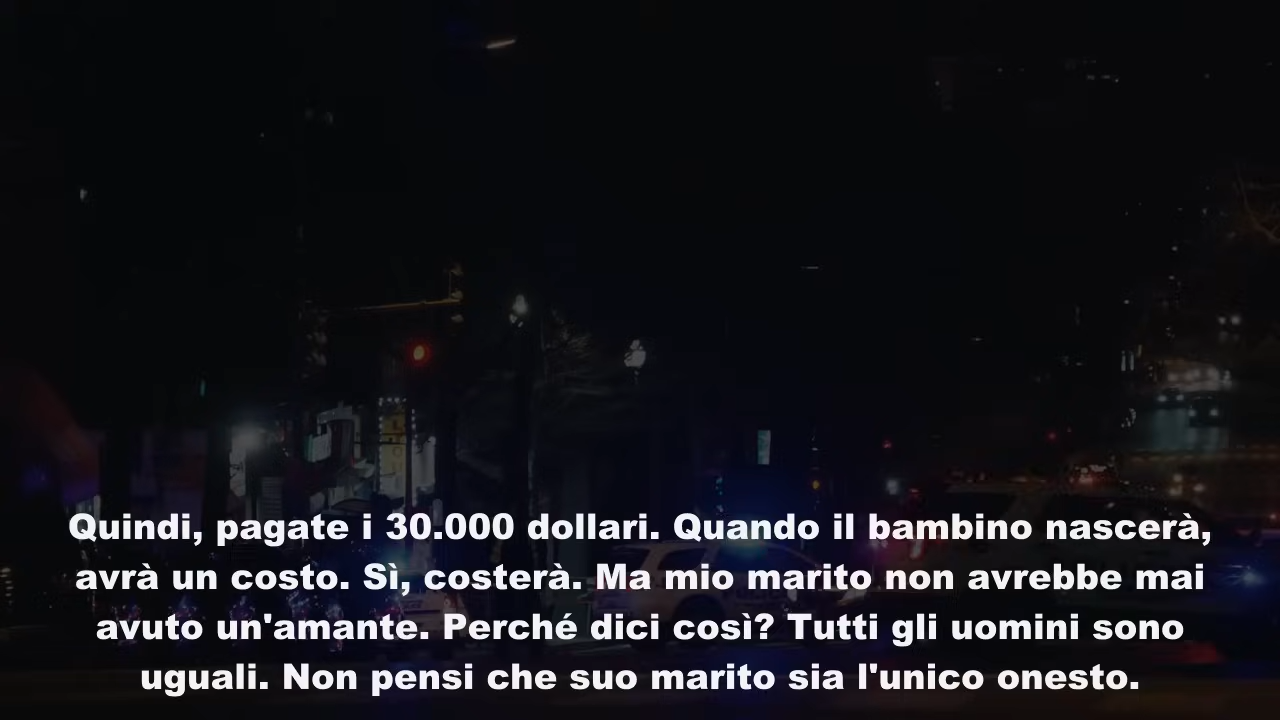 Quindi, pagate i 30.000 dollari. Quando il bambino nascerà,
avrà un costo. Sì, costerà. Ma mio marito non avrebbe mai
avuto un'amante. Perché dici così? Tutti gli uomini sono
uguali. Non pensi che suo marito sia l'unico onesto.